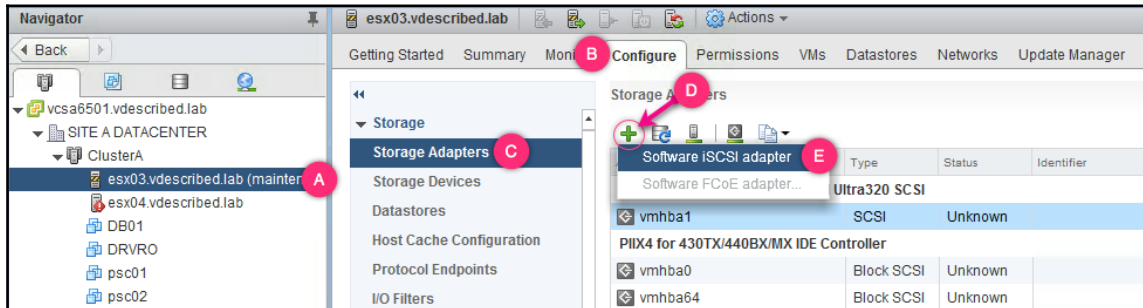 Navigator
Back
vcsa6501.vdescribed.lab
SITE A DATACENTER
ClusterA
esx03.vdescribed.lab (mainten
A
esx04.vdescribed.lab
DB01
DRVRO
psc01
psc02
esx03.vdescribed.lab
Actions
Getting Started Summary Moni B Configure Permissions VMs Datastores Networks Update Manager
Storage
Storage Adapters C
Storage Devices
Datastores
Host Cache Configuration
Protocol Endpoints
I/O Filters
Storage A D ers
Software iSCSI adapter E
Software FCoE adapter...
Type Status Identifier
Ultra320 SCSI
vmhba1 SCSI Unknown
PIIX4 for 430TX/440BX/MX IDE Controller
vmhba0 Block SCSI Unknown
vmhba64 Block SCSI Unknown